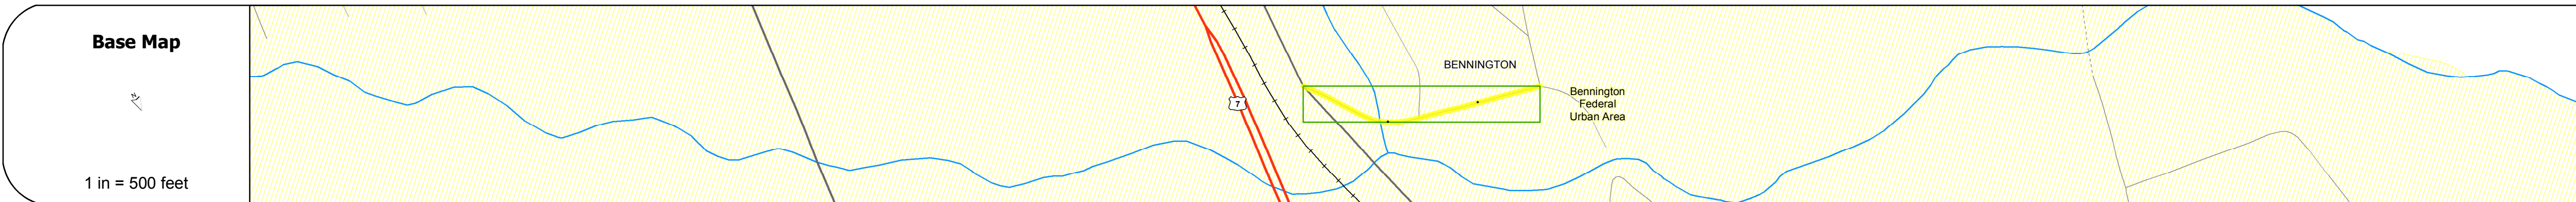 Base Map
N
1 in = 500 feet
7
BENNINGTON
Bennington
Federal
Urban Area